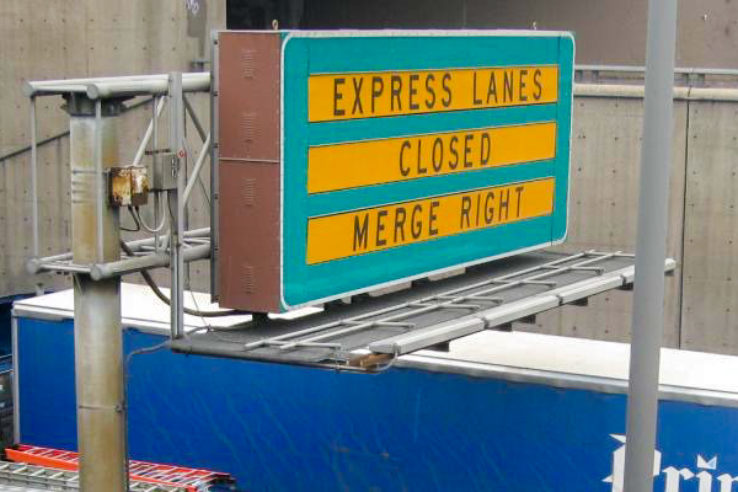 EXPRESS LANES
CLOSED
MERGE RIGHT